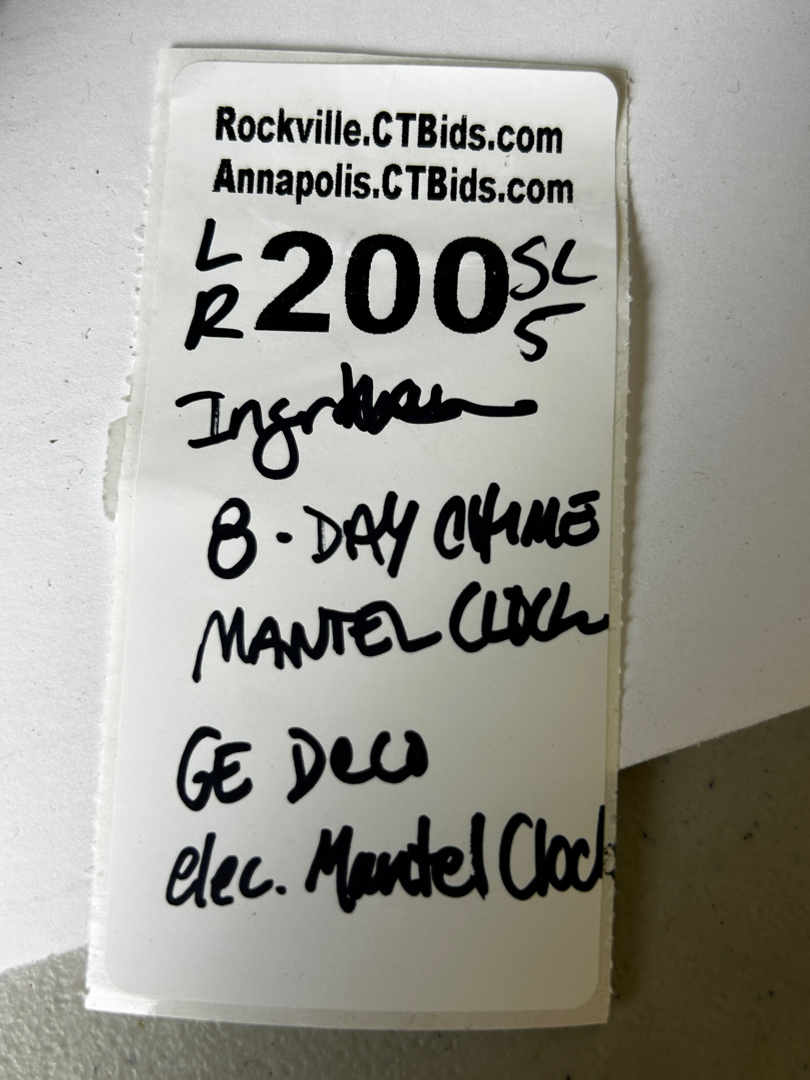 Rockville.CTBids.com
Annapolis.CTBids.com
L 200 SL
R 5
8-DAY CHIME
MANTEL CLOCK
GE Deco
elec. Mantel Clock